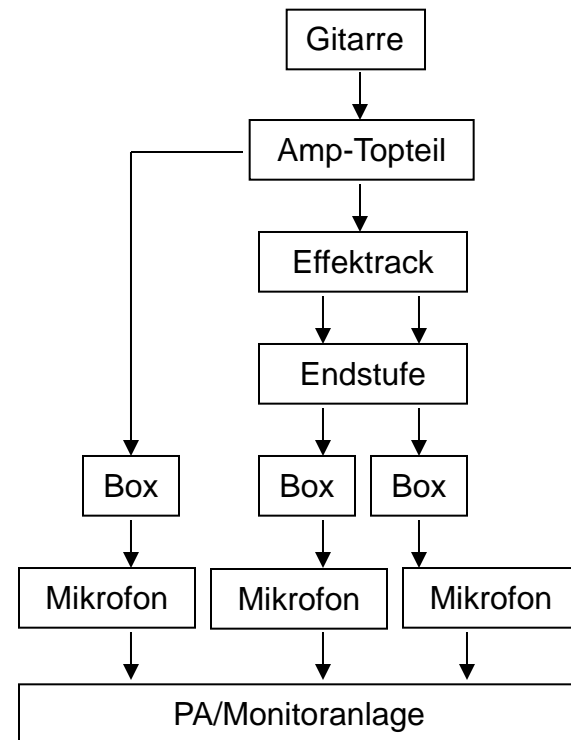 Gitarre
Amp-Topteil
Effektrack
Endstufe
Box
Box
Box
Mikrofon
Mikrofon
Mikrofon
PA/Monitoranlage